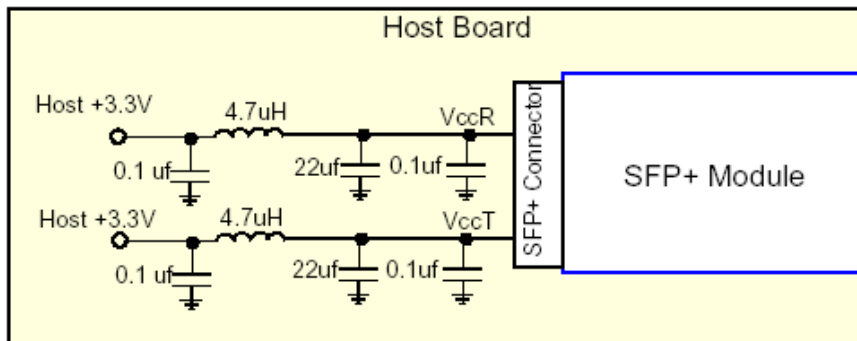 Host Board
Host +3.3V
4.7uH
VccR
0.1 uf
22uf
0.1uf
Host +3.3V
4.7uH
VccT
0.1 uf
22uf
0.1uf
SFP+ Connector
SFP+ Module